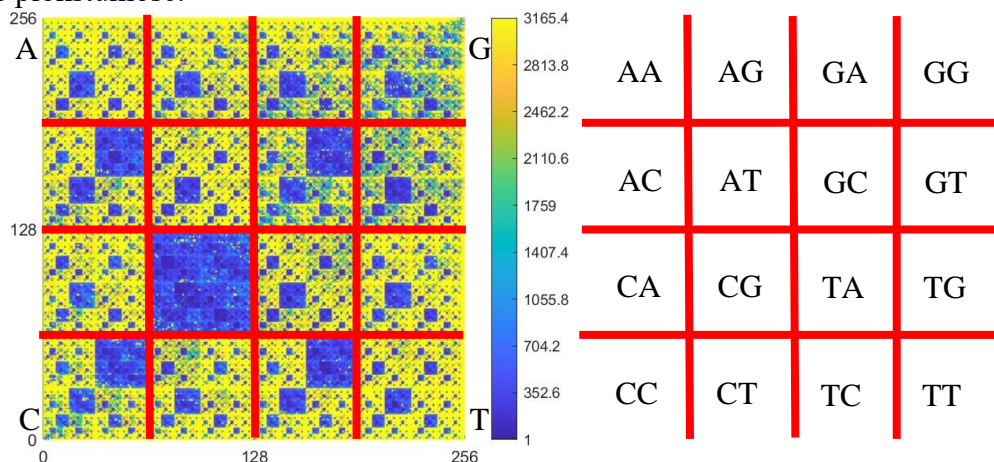 256 3165.4
A G 2813.8 AA AG GA GG
2462.2
2110.6
AC AT GC GT
1759
128 1407.4
1055.8 CA CG TA TG
704.2
352.6 CC CT TC TT
C T
0 1
0 128 256